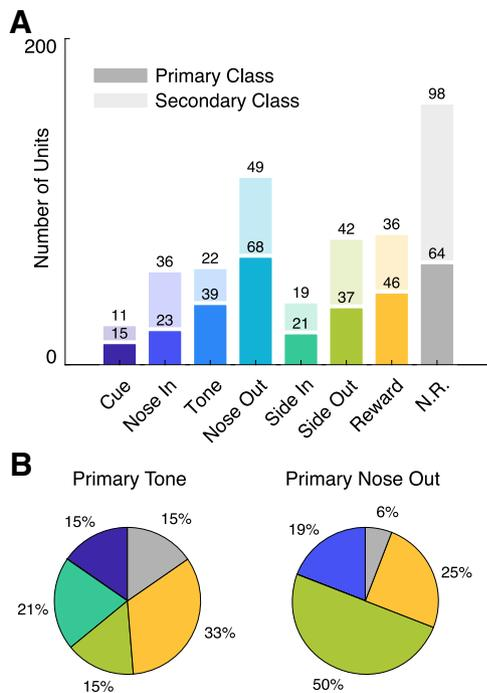 A
200
Primary Class
Secondary Class
Number of Units
0
11
15
36
23
22
39
49
68
19
21
42
37
36
46
98
64
Cue
Nose In
Tone
Nose Out
Side In
Side Out
Reward
N.R.
B
Primary Tone
15%
15%
21%
33%
15%
Primary Nose Out
6%
19%
25%
50%